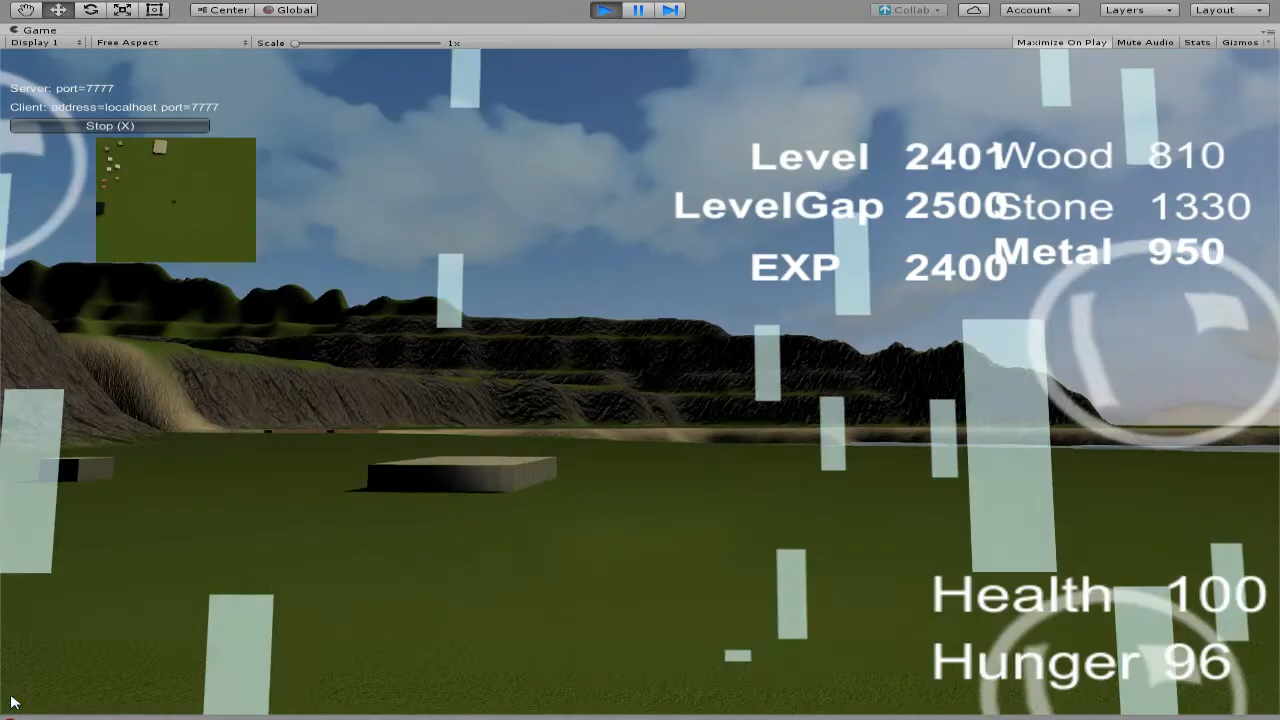 Center Global Collab Account Layers Layout
Game
Display 1 Free Aspect Scale 1x Maximize On Play Mute Audio Stats Gizmos
Server: port=7777
Client: address=localhost port=7777
Stop (X)
Level 2401 Wood 810
LevelGap 2500 Stone 1330
Metal 950
EXP 2400
Health 100
Hunger 96